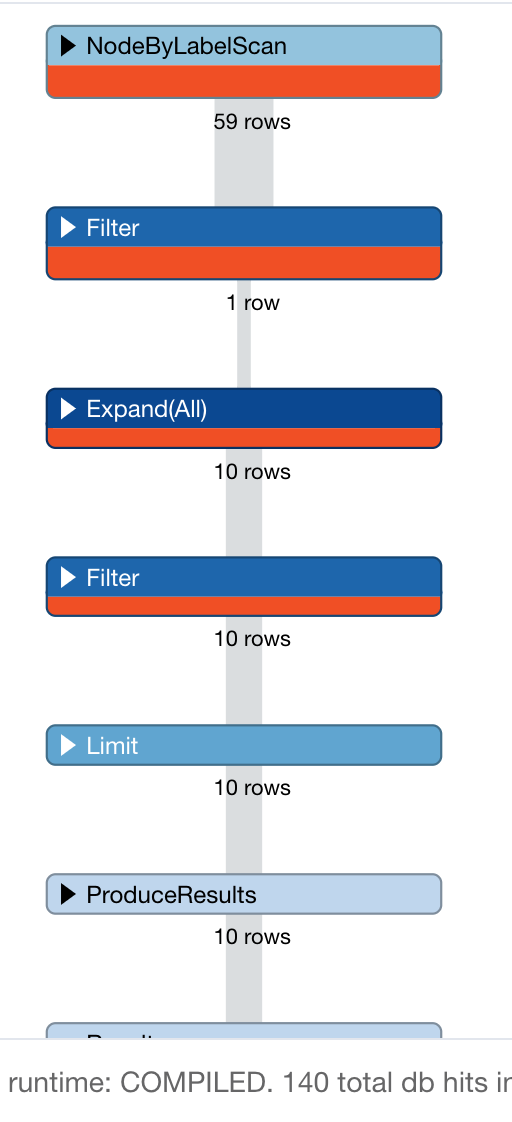 NodeByLabelScan
59 rows
Filter
1 row
Expand(All)
10 rows
Filter
10 rows
Limit
10 rows
ProduceResults
10 rows
runtime: COMPILED. 140 total db hits in